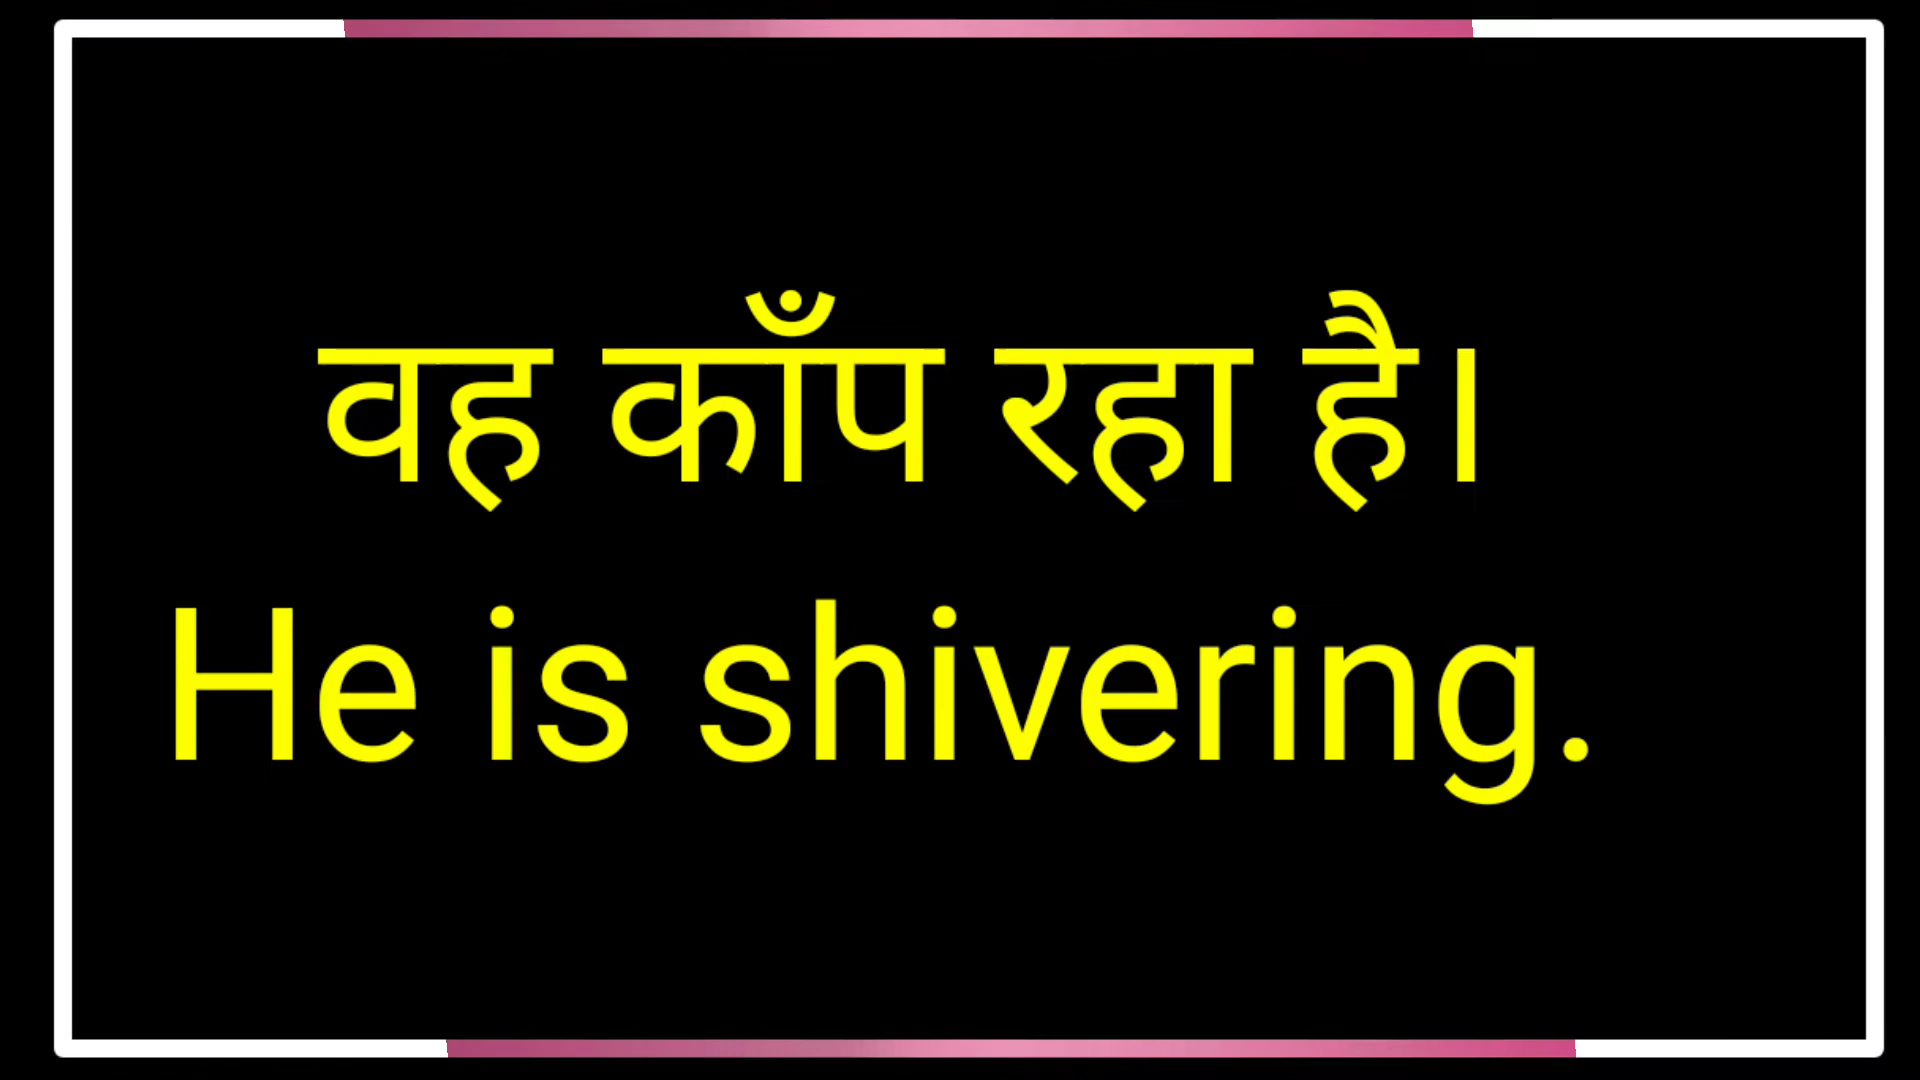 वह काँप रहा है।
He is shivering.